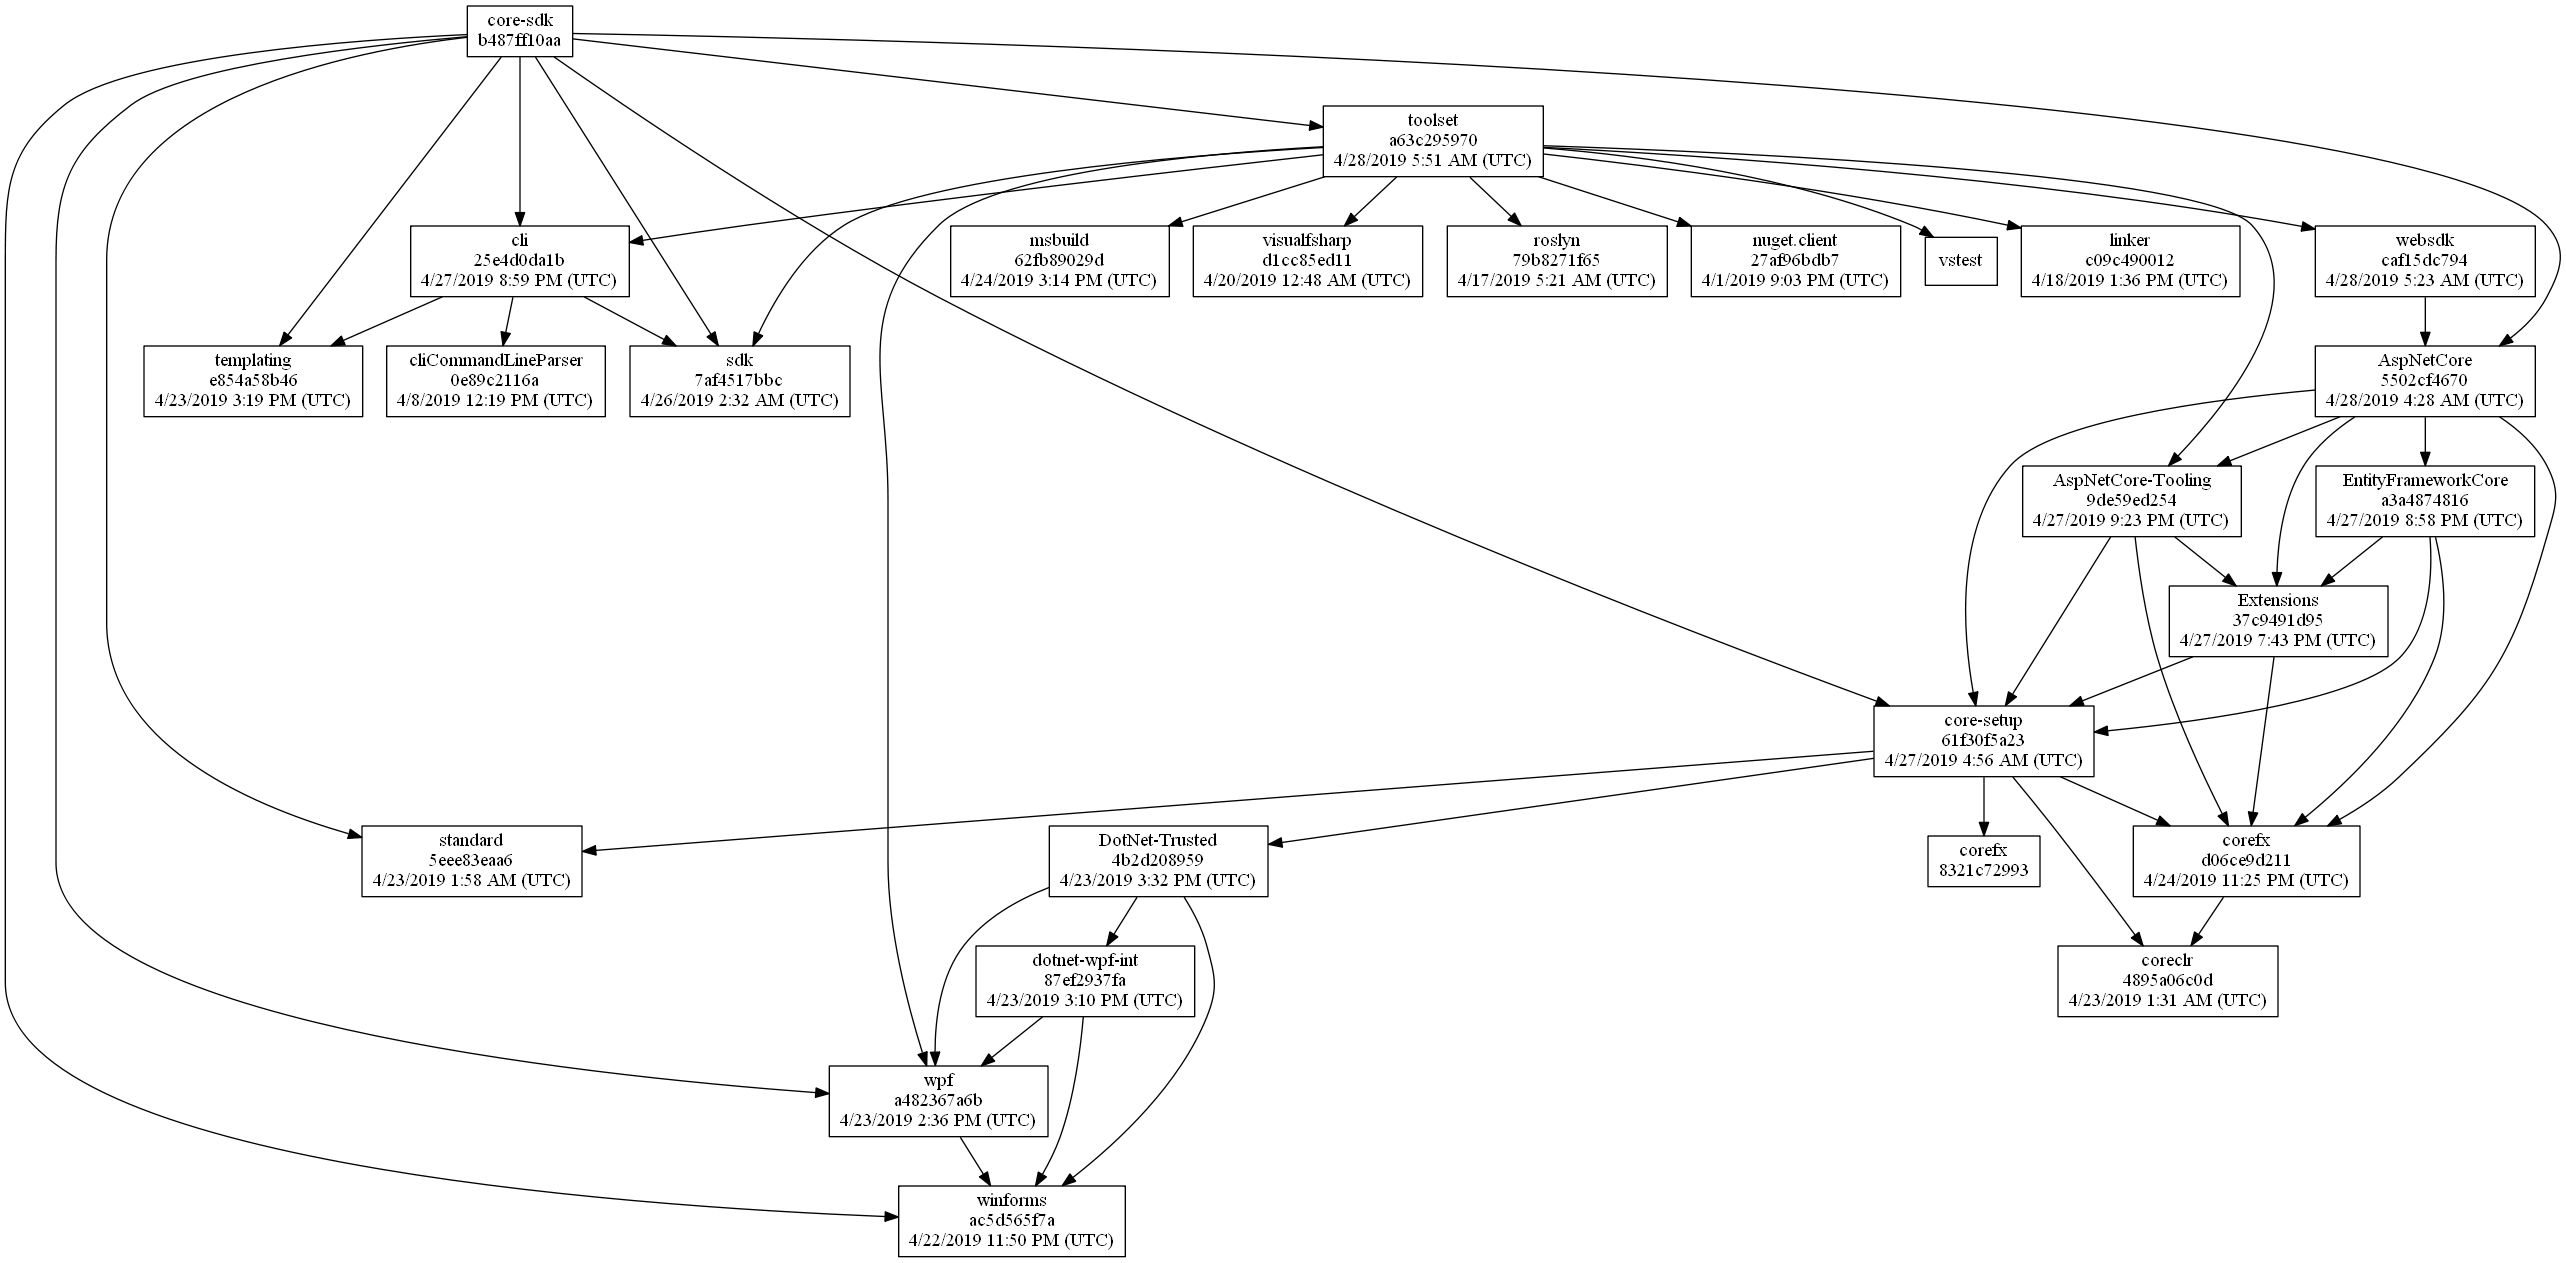 core-sdk
b487ff10aa
toolset
a63c295970
4/28/2019 5:51 AM (UTC)
cli
25e4d0da1b
4/27/2019 8:59 PM (UTC)
msbuild
62fb89029d
4/24/2019 3:14 PM (UTC)
visualfsharp
d1cc85ed11
4/20/2019 12:48 AM (UTC)
roslyn
79b8271f65
4/17/2019 5:21 AM (UTC)
nuget.client
27af96bdb7
4/1/2019 9:03 PM (UTC)
vstest
linker
c09c490012
4/18/2019 1:36 PM (UTC)
websdk
caf15dc794
4/28/2019 5:23 AM (UTC)
templating
e854a58b46
4/23/2019 3:19 PM (UTC)
cliCommandLineParser
0e89c2116a
4/8/2019 12:19 PM (UTC)
sdk
7af4517bbc
4/26/2019 2:32 AM (UTC)
AspNetCore
5502cf4670
4/28/2019 4:28 AM (UTC)
AspNetCore-Tooling
9de59ed254
4/27/2019 9:23 PM (UTC)
EntityFrameworkCore
a3a4874816
4/27/2019 8:58 PM (UTC)
Extensions
37c9491d95
4/27/2019 7:43 PM (UTC)
core-setup
61f30f5a23
4/27/2019 4:56 AM (UTC)
standard
5eee83eaa6
4/23/2019 1:58 AM (UTC)
DotNet-Trusted
4b2d208959
4/23/2019 3:32 PM (UTC)
corefx
8321c72993
corefx
d06ce9d211
4/24/2019 11:25 PM (UTC)
dotnet-wpf-int
87ef2937fa
4/23/2019 3:10 PM (UTC)
coreclr
4895a06c0d
4/23/2019 1:31 AM (UTC)
wpf
a482367a6b
4/23/2019 2:36 PM (UTC)
winforms
ac5d565f7a
4/22/2019 11:50 PM (UTC)